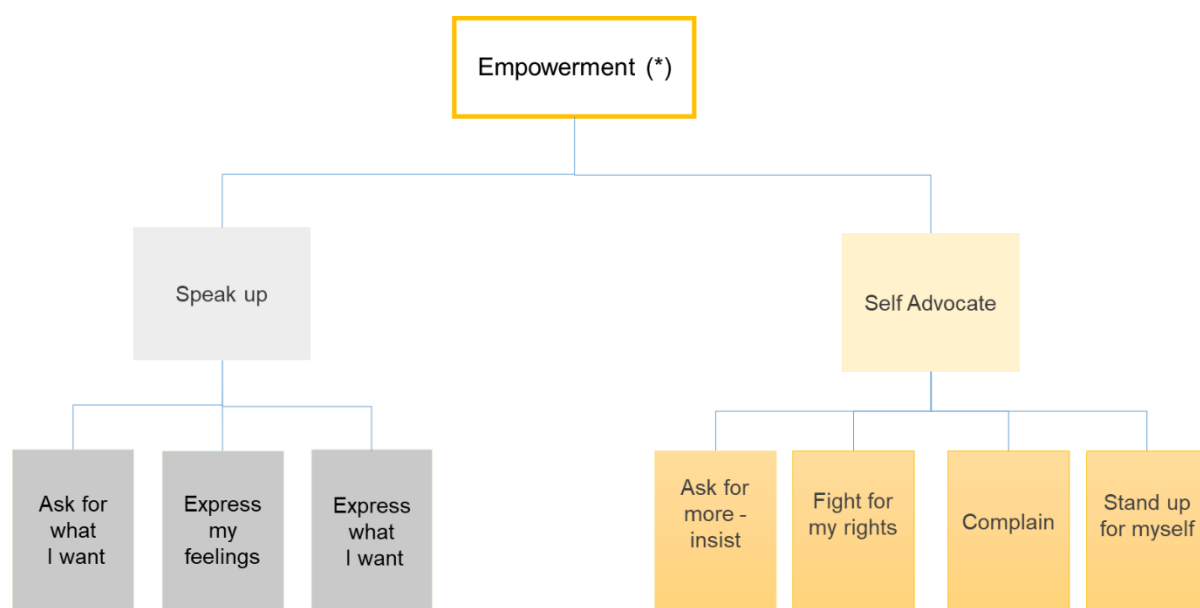 Empowerment (*)
Speak up
Self Advocate
Ask for
what
I want
Express
my
feelings
Express
what
I want
Ask for
more -
insist
Fight for
my rights
Complain
Stand up
for myself